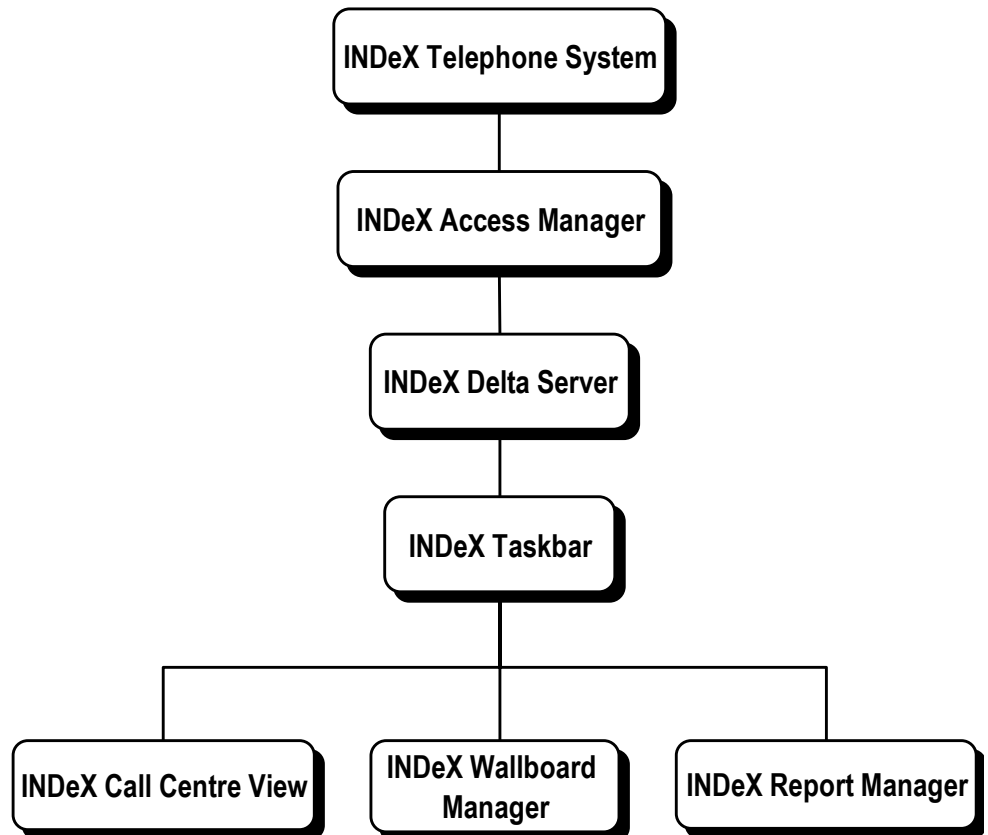 INDeX Telephone System
INDeX Access Manager
INDeX Delta Server
INDeX Taskbar
INDeX Call Centre View
INDeX Wallboard
Manager
INDeX Report Manager